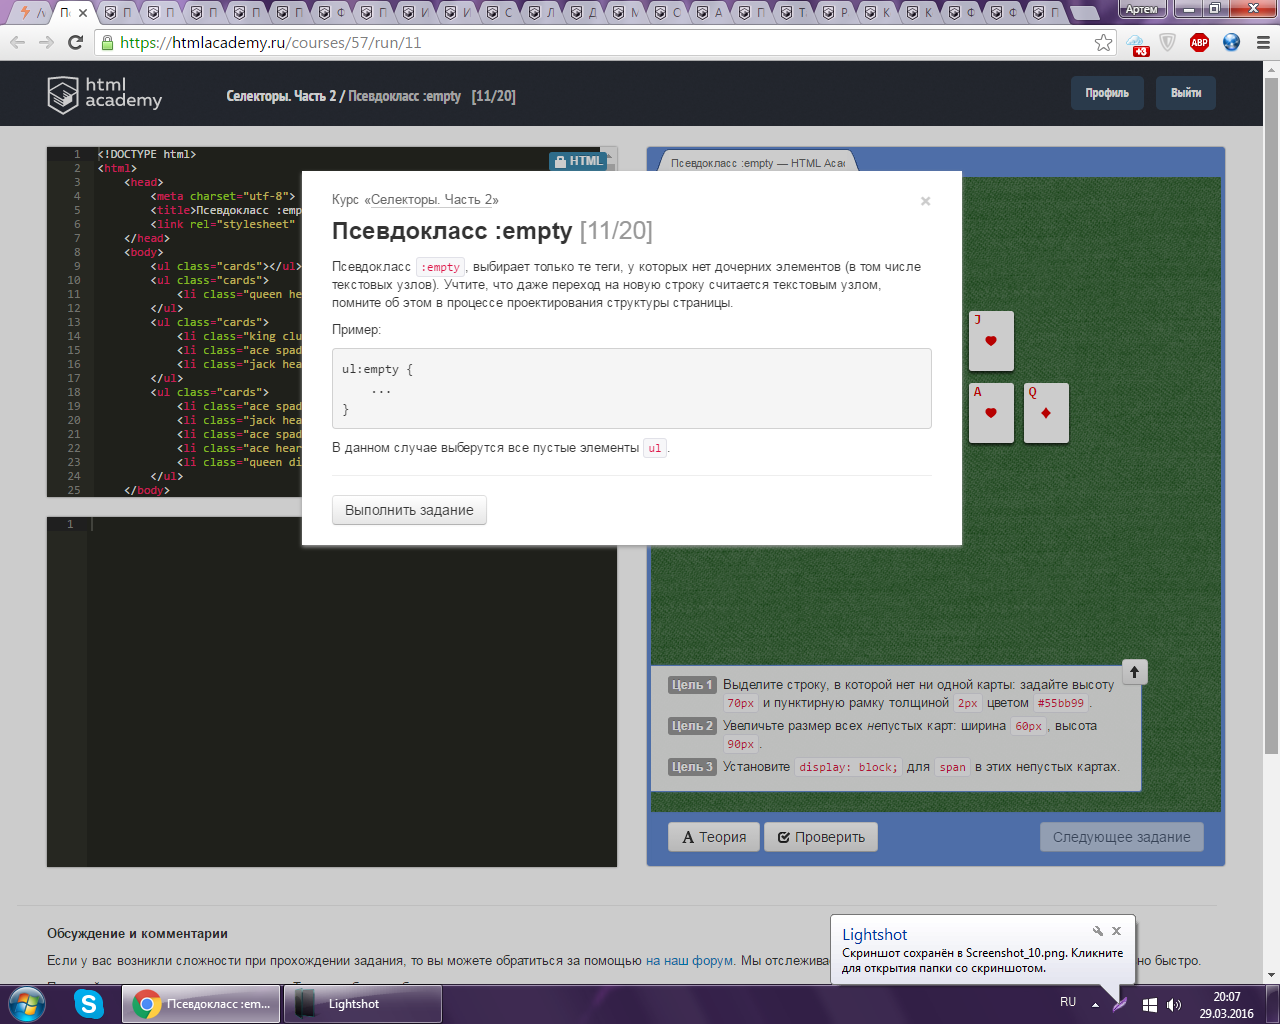 Артем
https://htmlacademy.ru/courses/57/run/11
+3
ABP
html
academy
Селекторы. Часть 2 / Псевдокласс :empty [11/20]
Профиль
Выйти
1 <!DOCTYPE html>
HTML
2 <html>
3 <head>
4 <meta charset="utf-8">
5 <title>Псевдокласс :emp
6 <link rel="stylesheet"
7 </head>
8 <body>
9 <ul class="cards"></ul>
10 <ul class="cards">
11 <li class="queen he
12 </ul>
13 <ul class="cards">
14 <li class="king clu
15 <li class="ace spad
16 <li class="jack hea
17 </ul>
18 <ul class="cards">
19 <li class="ace spad
20 <li class="jack hea
21 <li class="ace spad
22 <li class="ace hear
23 <li class="queen di
24 </ul>
25 </body>
1
Курс «Селекторы. Часть 2»
×
Псевдокласс :empty [11/20]
Псевдокласс :empty, выбирает только те теги, у которых нет дочерних элементов (в том числе
текстовых узлов). Учтите, что даже переход на новую строку считается текстовым узлом,
помните об этом в процессе проектирования структуры страницы.
Пример:
ul:empty {
...
}
В данном случае выберутся все пустые элементы ul.
Выполнить задание
Псевдокласс :empty — HTML Aca
J
A
Q
Цель 1 Выделите строку, в которой нет ни одной карты: задайте высоту
70px и пунктирную рамку толщиной 2px цветом #55bb99.
Цель 2 Увеличьте размер всех непустых карт: ширина 60px, высота
90px.
Цель 3 Установите display: block; для span в этих непустых картах.
Теория
Проверить
Следующее задание
Обсуждение и комментарии
Если у вас возникли сложности при прохождении задания, то вы можете обратиться за помощью на наш форум. Мы отслежива
но быстро.
Lightshot
Скриншот сохранён в Screenshot_10.png. Кликните
для открытия папки со скриншотом.
Псевдокласс :em...
Lightshot
RU
20:07
29.03.2016